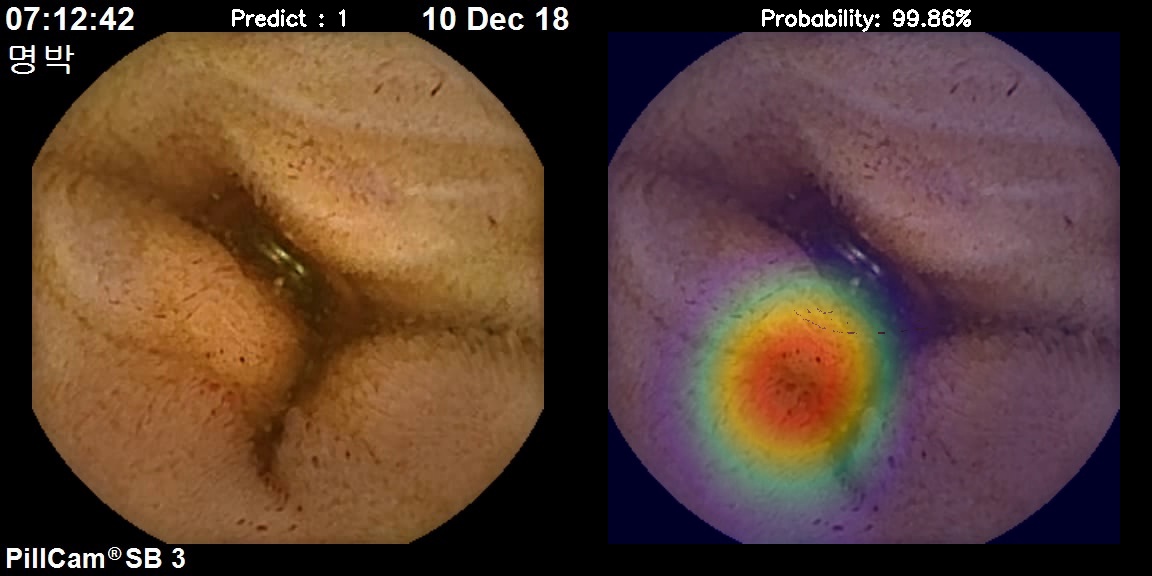 07:12:42 Predict : 1 10 Dec 18 Probability: 99.86%
명박
PillCam® SB 3